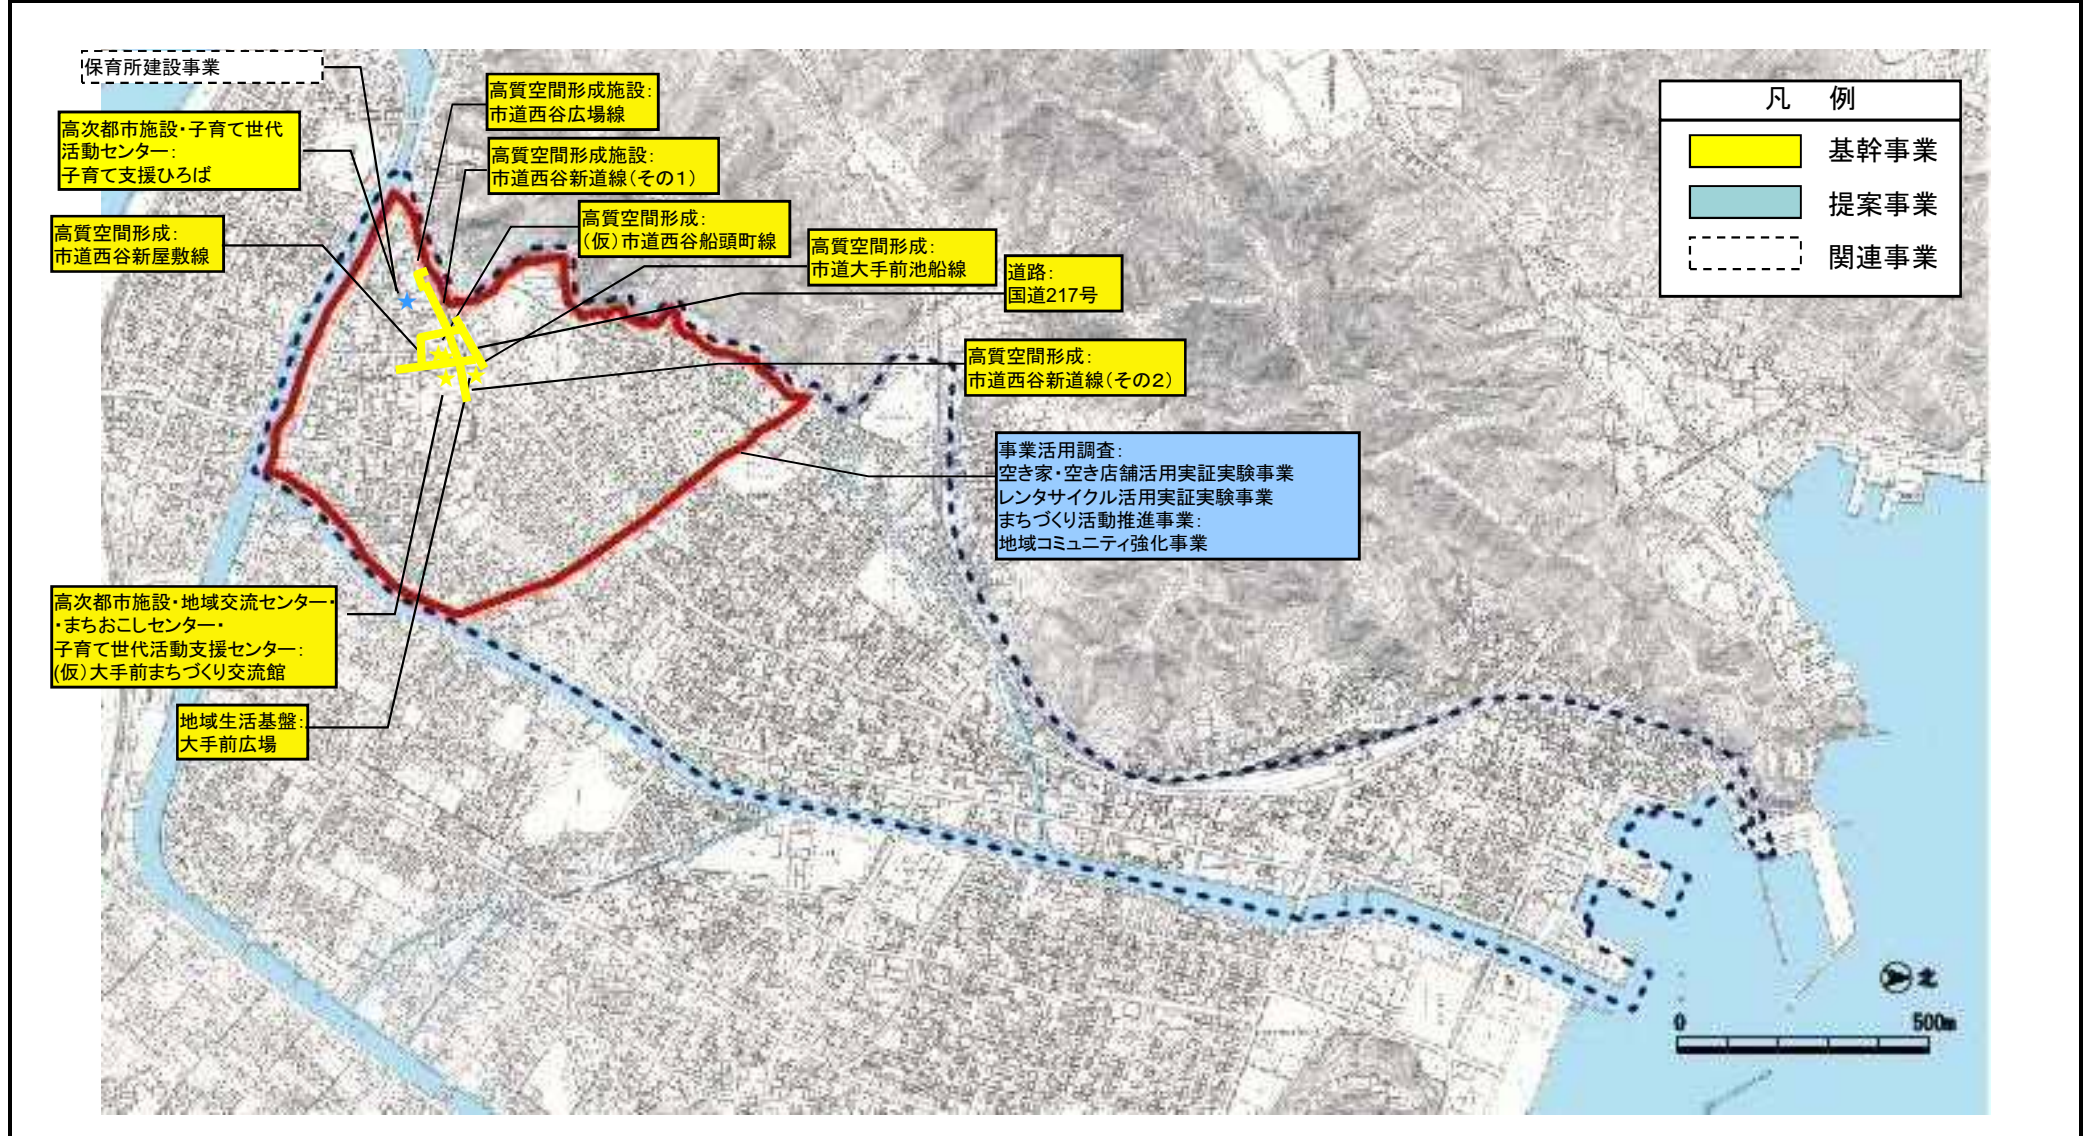 保育所建設事業
高次都市施設・子育て世代
活動センター：
子育て支援ひろば
高質空間形成：
市道西谷新屋敷線
高質空間形成施設：
市道西谷広場線
高質空間形成施設：
市道西谷新道線（その１）
高質空間形成：
(仮)市道西谷船頭町線
高質空間形成：
市道大手前池船線
道路：
国道217号
高質空間形成：
市道西谷新道線（その２）
事業活用調査：
空き家・空き店舗活用実証実験事業
レンタサイクル活用実証実験事業
まちづくり活動推進事業：
地域コミュニティ強化事業
高次都市施設・地域交流センター・
・まちおこしセンター・
子育て世代活動支援センター：
(仮)大手前まちづくり交流館
地域生活基盤：
大手前広場
凡　例
基幹事業
提案事業
関連事業
北
0　500m